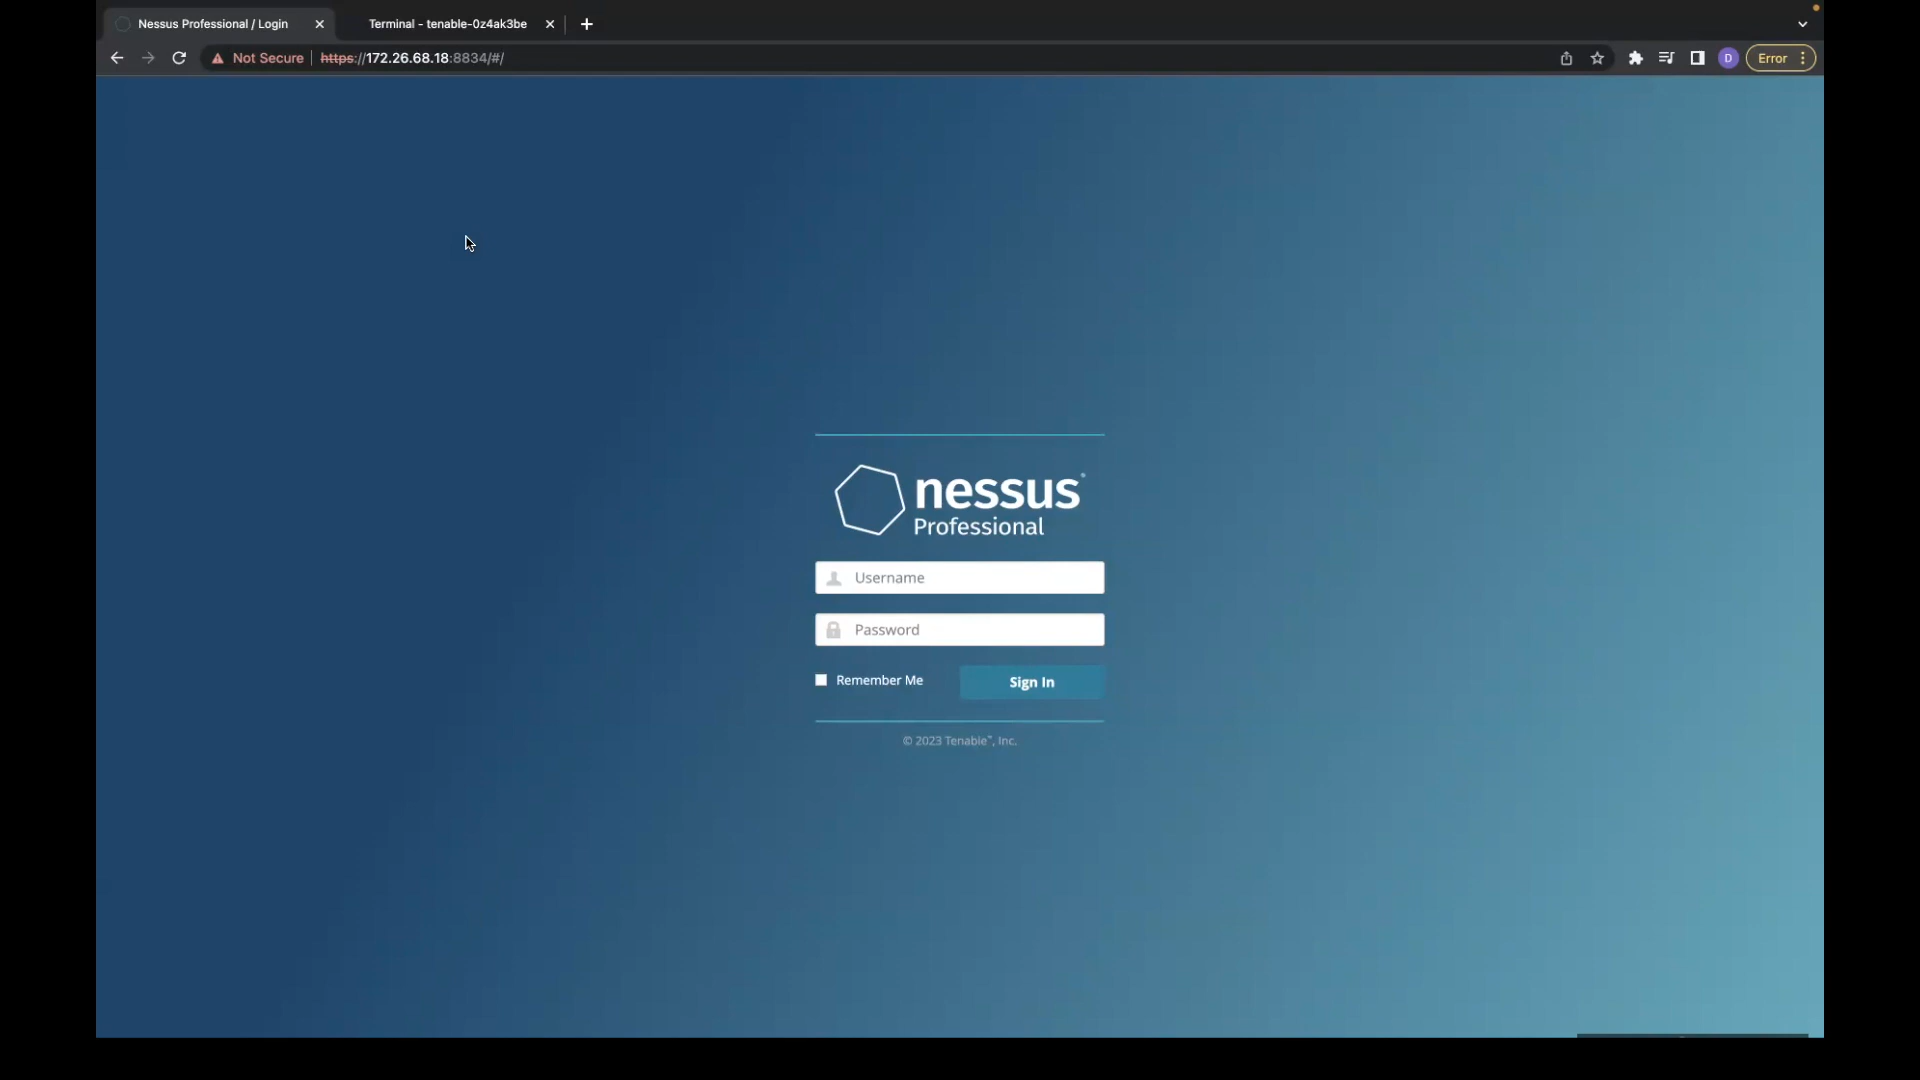 Nessus Professional / Login
Terminal - tenable-0z4ak3be
Not Secure
https://172.26.68.18:8834/#/
D
Error
nessus®
Professional
Username
Password
Remember Me
Sign In
© 2023 Tenable™, Inc.